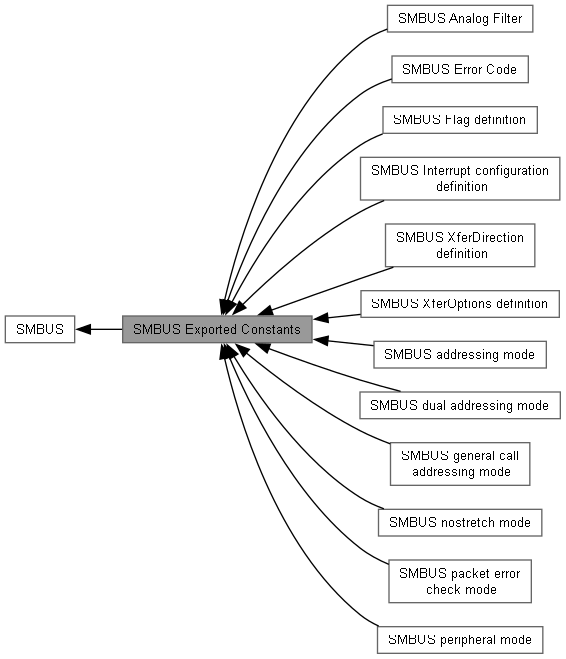 SMBUS Analog Filter
SMBUS Error Code
SMBUS Flag definition
SMBUS Interrupt configuration
definition
SMBUS XferDirection
definition
SMBUS XferOptions definition
SMBUS
SMBUS Exported Constants
SMBUS addressing mode
SMBUS dual addressing mode
SMBUS general call
addressing mode
SMBUS nostretch mode
SMBUS packet error
check mode
SMBUS peripheral mode